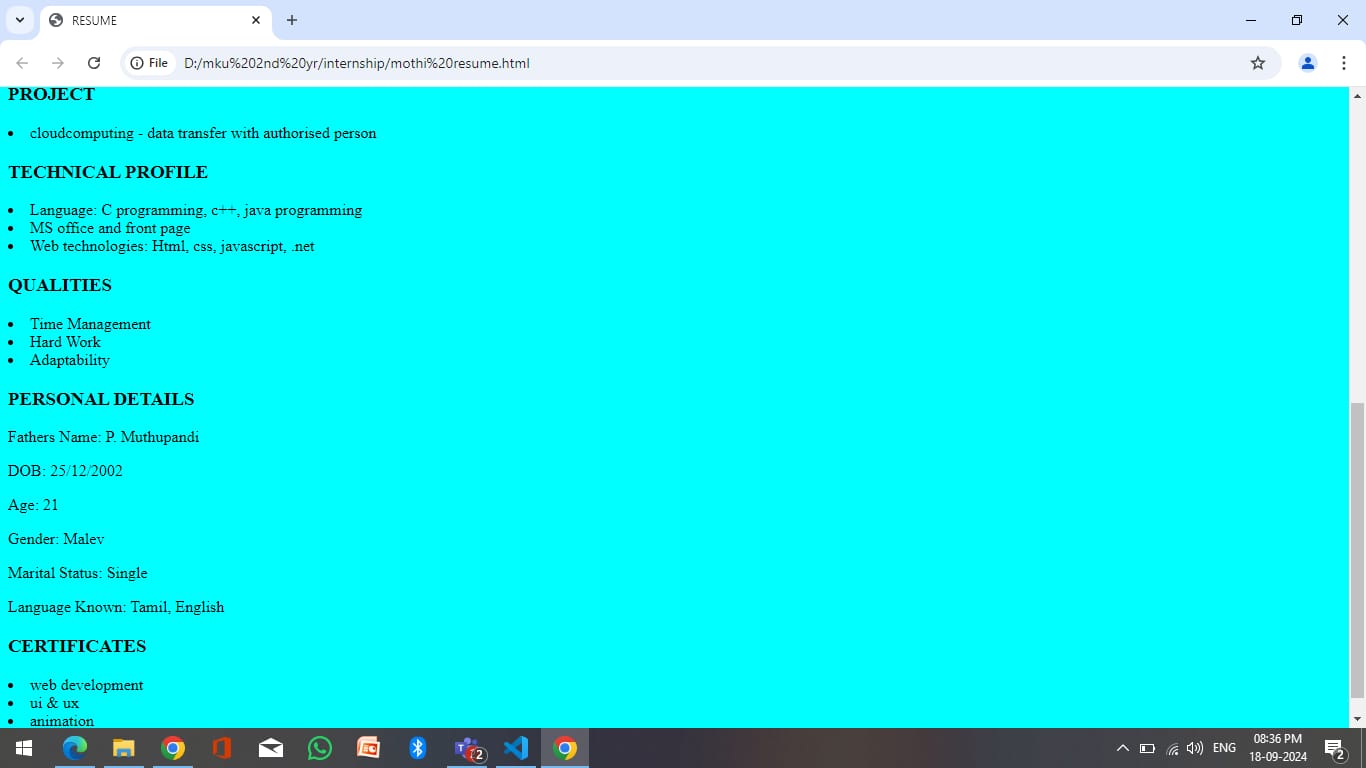 RESUME
File
D:/mku%202nd%20yr/internship/mothi%20resume.html
PROJECT
cloudcomputing - data transfer with authorised person
TECHNICAL PROFILE
Language: C programming, c++, java programming
MS office and front page
Web technologies: Html, css, javascript, .net
QUALITIES
Time Management
Hard Work
Adaptability
PERSONAL DETAILS
Fathers Name: P. Muthupandi
DOB: 25/12/2002
Age: 21
Gender: Malev
Marital Status: Single
Language Known: Tamil, English
CERTIFICATES
web development
ui & ux
animation
2
ENG
08:36 PM
18-09-2024
2